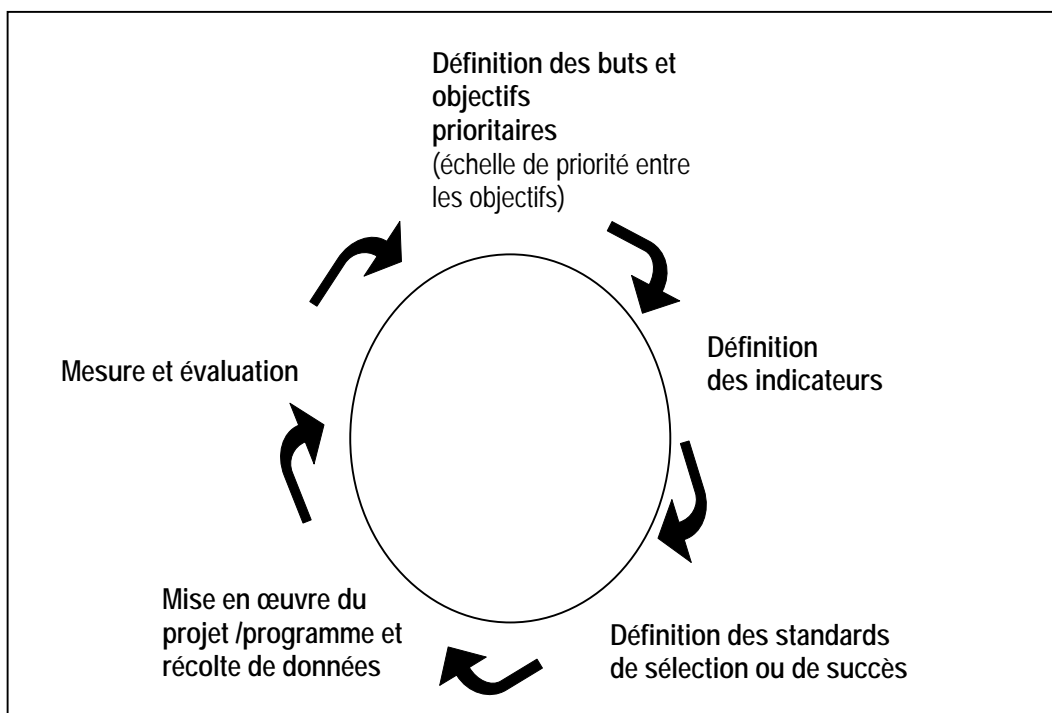 Définition des buts et
objectifs
prioritaires
(échelle de priorité entre
les objectifs)
Définition
des indicateurs
Définition des standards
de sélection ou de succès
Mise en œuvre du
projet /programme et
récolte de données
Mesure et évaluation